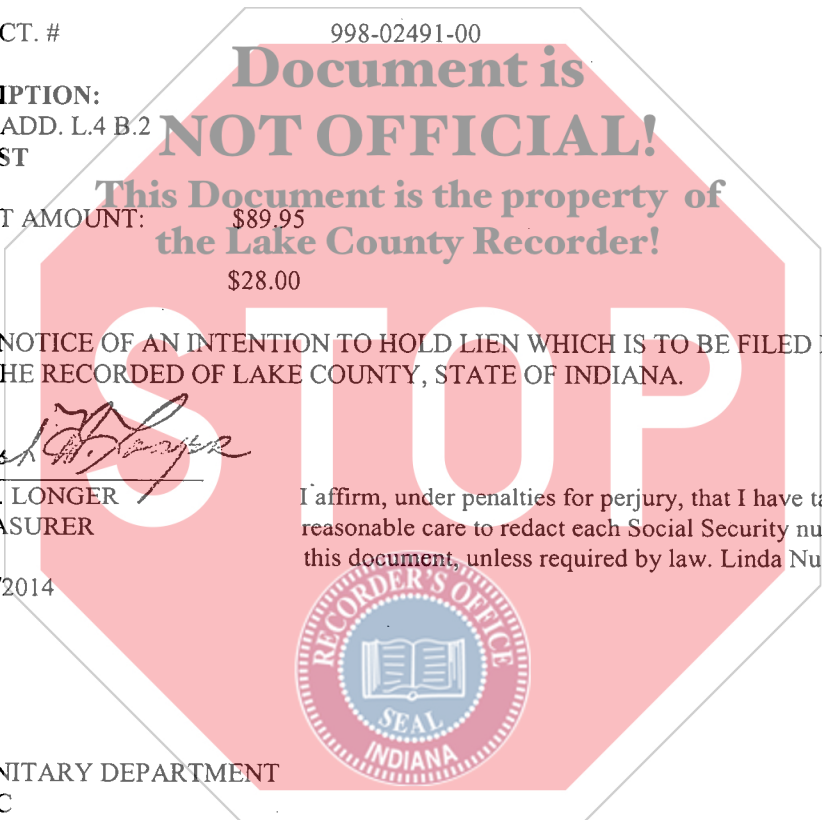 CT. # 998-02491-00
Document is
IPTION:
ADD. L.4 B.2
NOT OFFICIAL!
ST
This Document is the property of
T AMOUNT: $89.95
the Lake County Recorder!
$28.00
STOP
NOTICE OF AN INTENTION TO HOLD LIEN WHICH IS TO BE FILED
HE RECORDED OF LAKE COUNTY, STATE OF INDIANA.
. LONGER
ASURER
I affirm, under penalties for perjury, that I have ta
reasonable care to redact each Social Security nu
this document, unless required by law. Linda Nu
/2014
RECORDER'S OFFICE
SEAL
INDIANA
NITARY DEPARTMENT
C